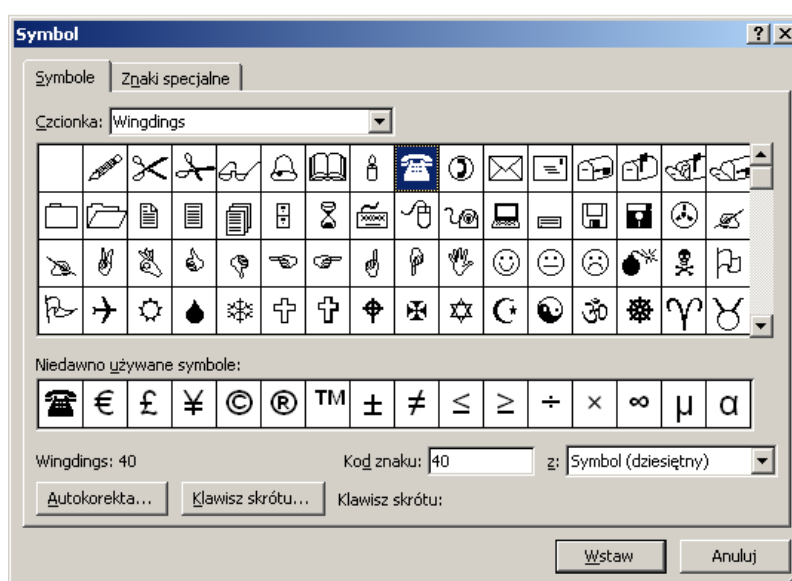 Symbol
Symbole Znaki specjalne
Czcionka: Wingdings
Niedawno używane symbole:
€ £ ¥ © ® ™ ± ≠ ≤ ≥ ÷ × ∞ µ α
Wingdings: 40 Kod znaku: 40 z: Symbol (dziesiętny)
Autokorekta... Klawisz skrótu... Klawisz skrótu:
Wstaw Anuluj